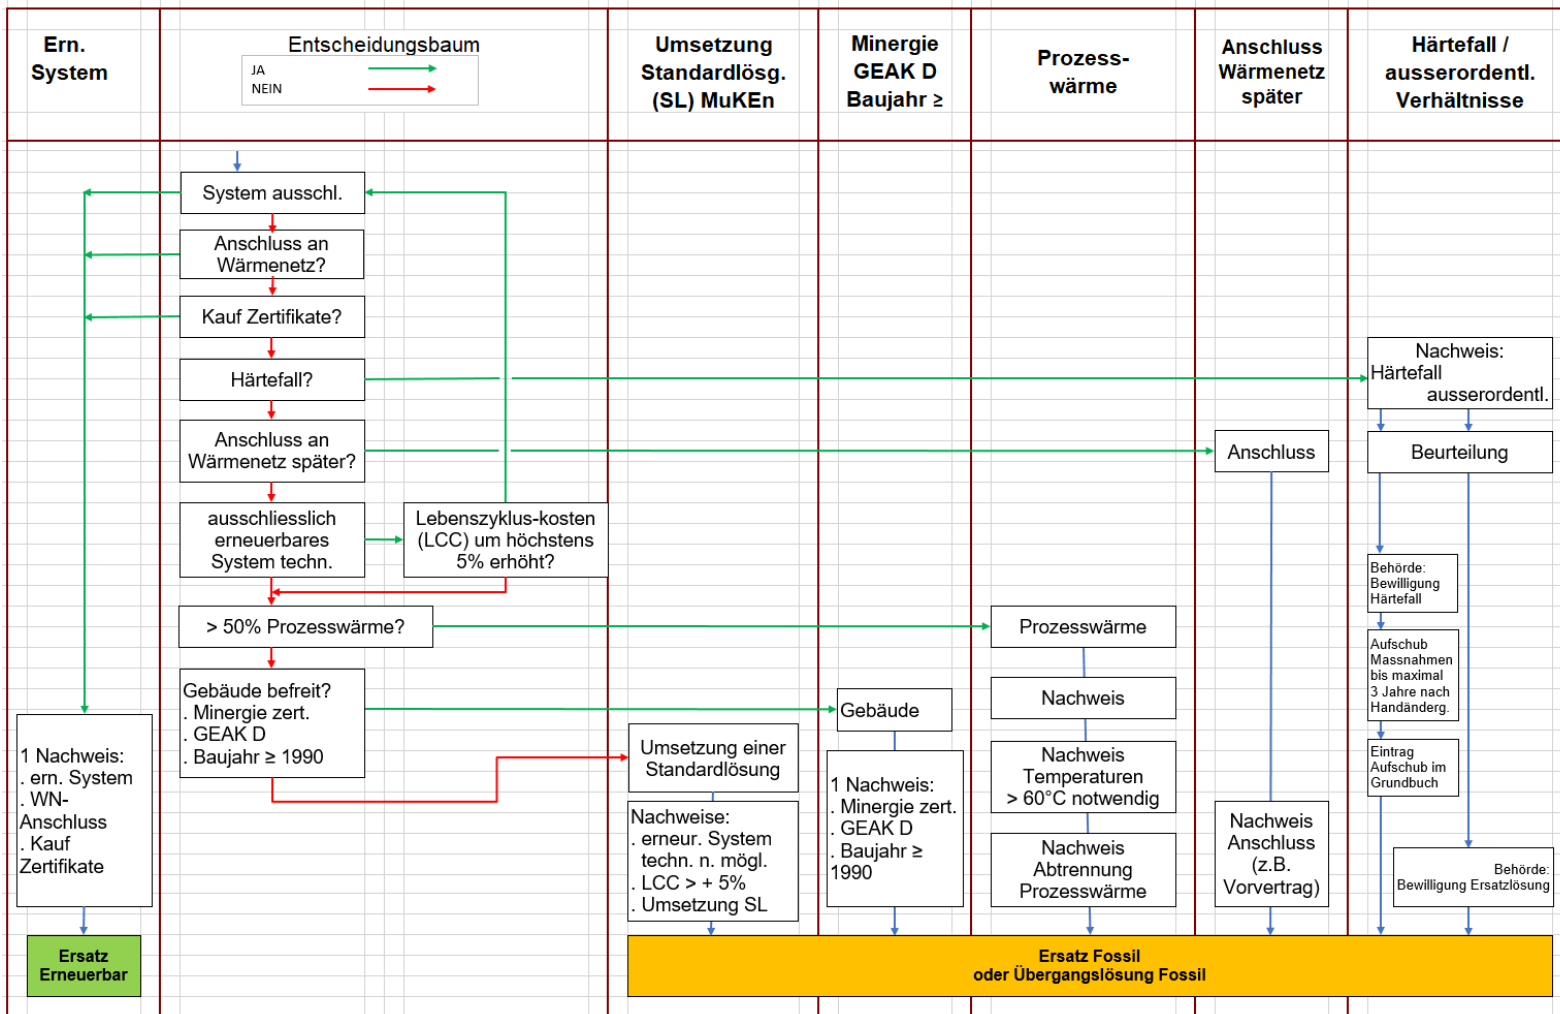 Ern.
System
Entscheidungsbaum
JA
NEIN
Umsetzung
Standardlösg.
(SL) MuKEn
Minergie
GEAK D
Baujahr ≥
Prozess-
wärme
Anschluss
Wärmenetz
später
Härtefall /
ausserordentl.
Verhältnisse
System ausschl.
Anschluss an
Wärmenetz?
Kauf Zertifikate?
Härtefall?
Anschluss an
Wärmenetz später?
ausschliesslich
erneuerbares
System techn.
Lebenszyklus-kosten
(LCC) um höchstens
5% erhöht?
> 50% Prozesswärme?
Gebäude befreit?
. Minergie zert.
. GEAK D
. Baujahr ≥ 1990
1 Nachweis:
. ern. System
. WN-
Anschluss
. Kauf
Zertifikate
Ersatz
Erneuerbar
Umsetzung einer
Standardlösung
Nachweise:
. erneur. System
techn. n. mögl.
. LCC > + 5%
. Umsetzung SL
Gebäude
1 Nachweis:
. Minergie zert.
. GEAK D
. Baujahr ≥
1990
Prozesswärme
Nachweis
Nachweis
Temperaturen
> 60°C notwendig
Nachweis
Abtrennung
Prozesswärme
Anschluss
Nachweis
Anschluss
(z.B.
Vorvertrag)
Nachweis:
Härtefall
ausserordentl.
Beurteilung
Behörde:
Bewilligung
Härtefall
Aufschub
Massnahmen
bis maximal
3 Jahre nach
Handänderg.
Eintrag
Aufschub im
Grundbuch
Behörde:
Bewilligung Ersatzlösung
Ersatz Fossil
oder Übergangslösung Fossil